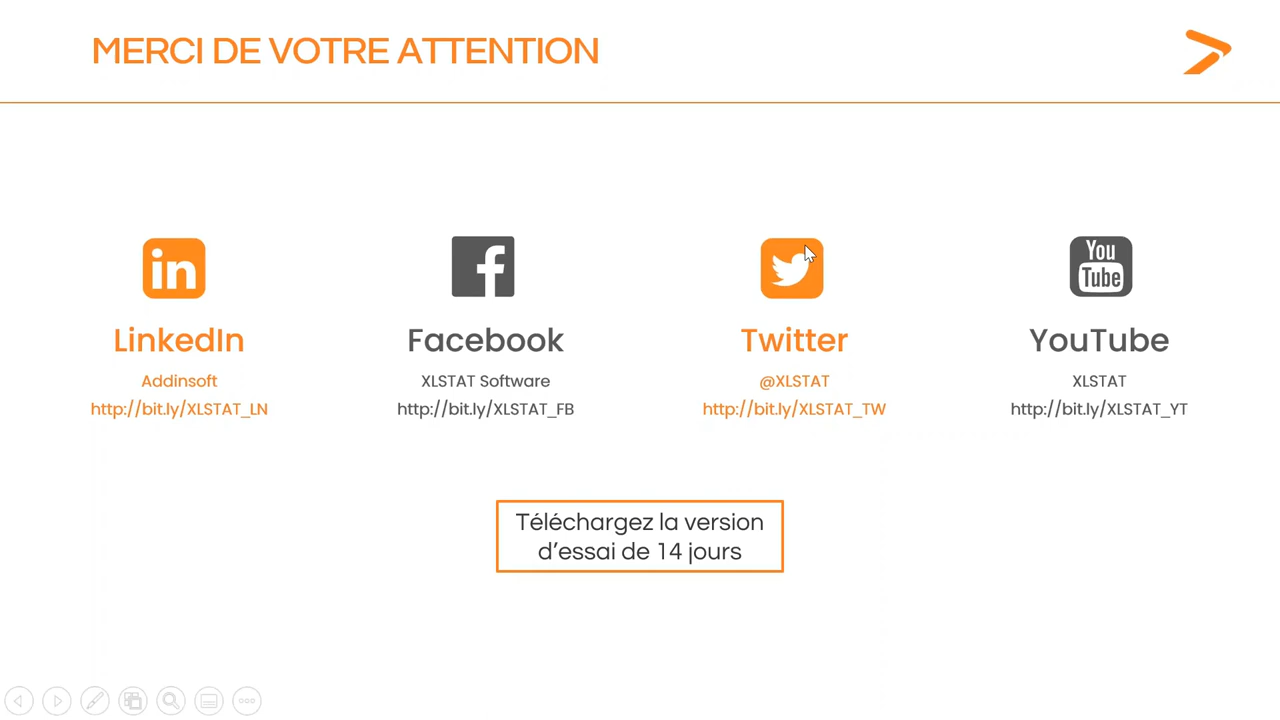 MERCI DE VOTRE ATTENTION
in
f
You
Tube
LinkedIn
Facebook
Twitter
YouTube
Addinsoft
XLSTAT Software
@XLSTAT
XLSTAT
http://bit.ly/XLSTAT_LN
http://bit.ly/XLSTAT_FB
http://bit.ly/XLSTAT_TW
http://bit.ly/XLSTAT_YT
Téléchargez la version
d’essai de 14 jours